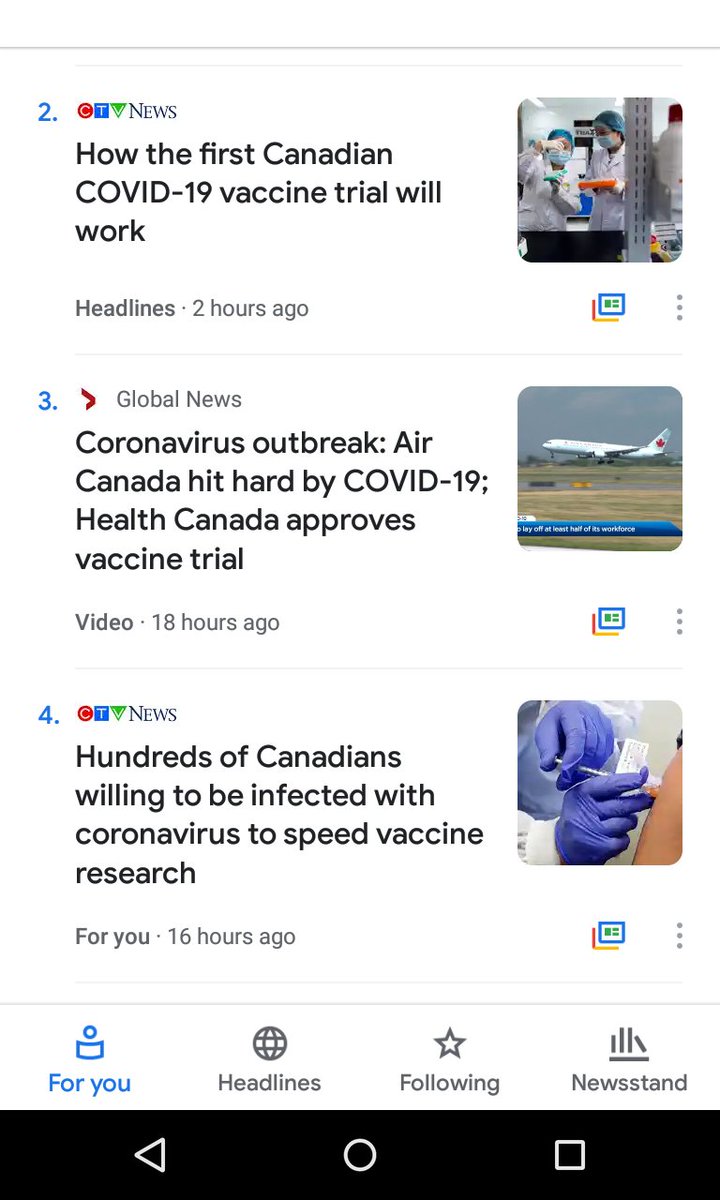 2. CTV NEWS
How the first Canadian
COVID-19 vaccine trial will
work
Headlines · 2 hours ago
3. Global News
Coronavirus outbreak: Air
Canada hit hard by COVID-19;
Health Canada approves
vaccine trial
lay off at least half of its workforce
Video · 18 hours ago
4. CTV NEWS
Hundreds of Canadians
willing to be infected with
coronavirus to speed vaccine
research
For you · 16 hours ago
For you Headlines Following Newsstand